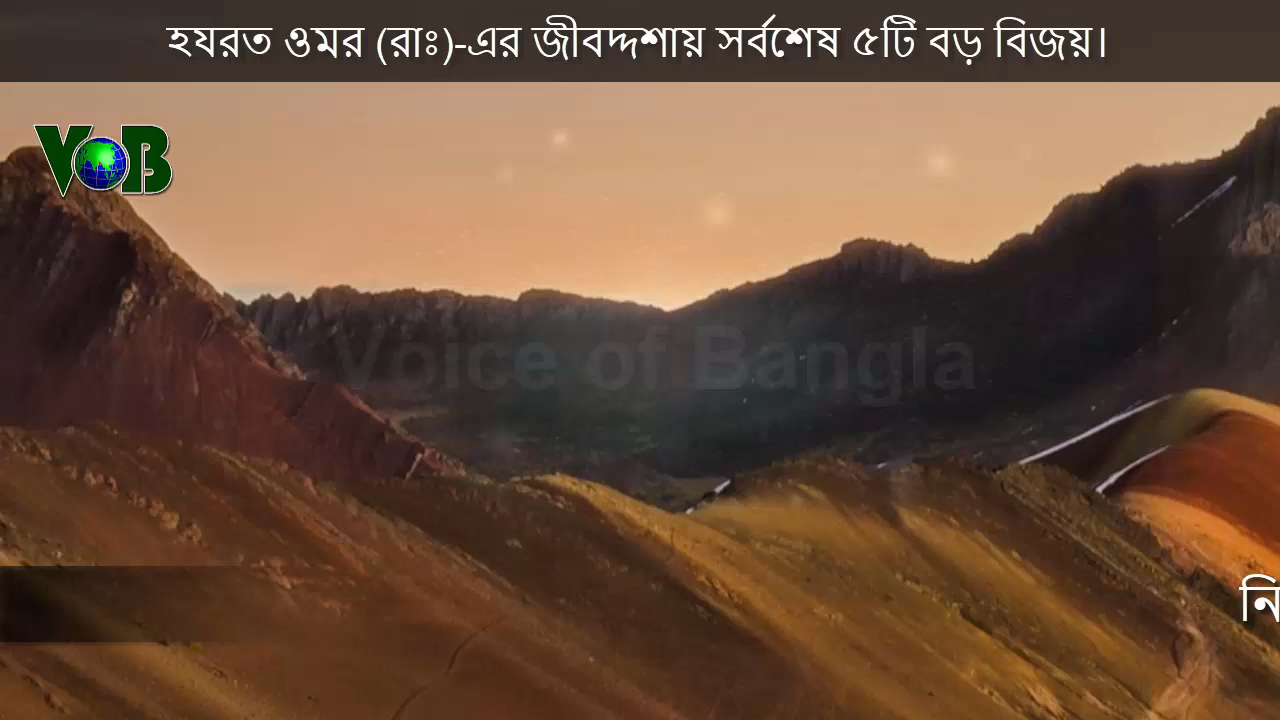 হযরত ওমর (রাঃ)-এর জীবদ্দশায় সর্বশেষ ৫টি বড় বিজয়।
VOB
Voice of Bangla
নি